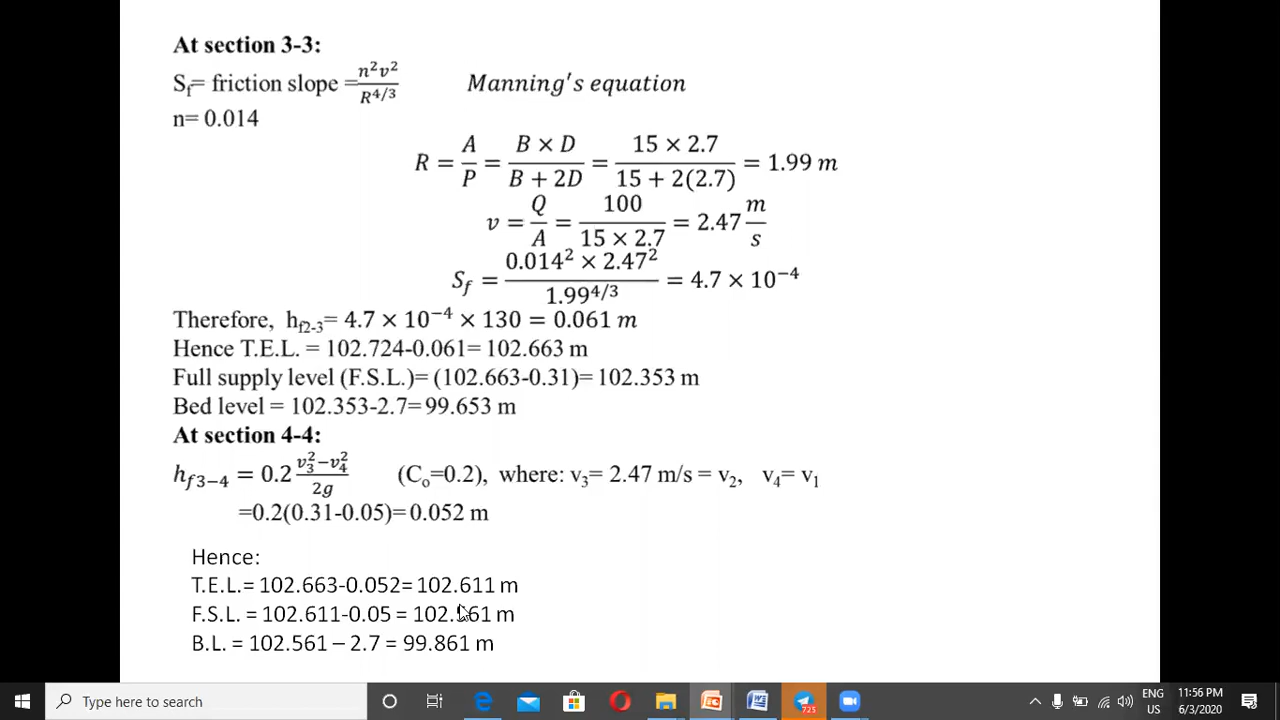 At section 3-3:
Sf= friction slope =n²v²/R^4/3 Manning's equation
n= 0.014
R = A/P = B × D/B + 2D = 15 × 2.7/15 + 2(2.7) = 1.99 m
v = Q/A = 100/15 × 2.7 = 2.47 m/s
Sf = 0.014² × 2.47²/1.99^4/3 = 4.7 × 10⁻⁴
Therefore, hf2-3= 4.7 × 10⁻⁴ × 130 = 0.061 m
Hence T.E.L. = 102.724-0.061= 102.663 m
Full supply level (F.S.L.)= (102.663-0.31)= 102.353 m
Bed level = 102.353-2.7= 99.653 m
At section 4-4:
hf3−4 = 0.2 v₃²−v₄²/2g (Co=0.2), where: v₃= 2.47 m/s = v₂, v₄= v₁
=0.2(0.31-0.05)= 0.052 m
Hence:
T.E.L.= 102.663-0.052= 102.611 m
F.S.L. = 102.611-0.05 = 102.561 m
B.L. = 102.561 – 2.7 = 99.861 m
Type here to search
725
ENG
US
11:56 PM
6/3/2020